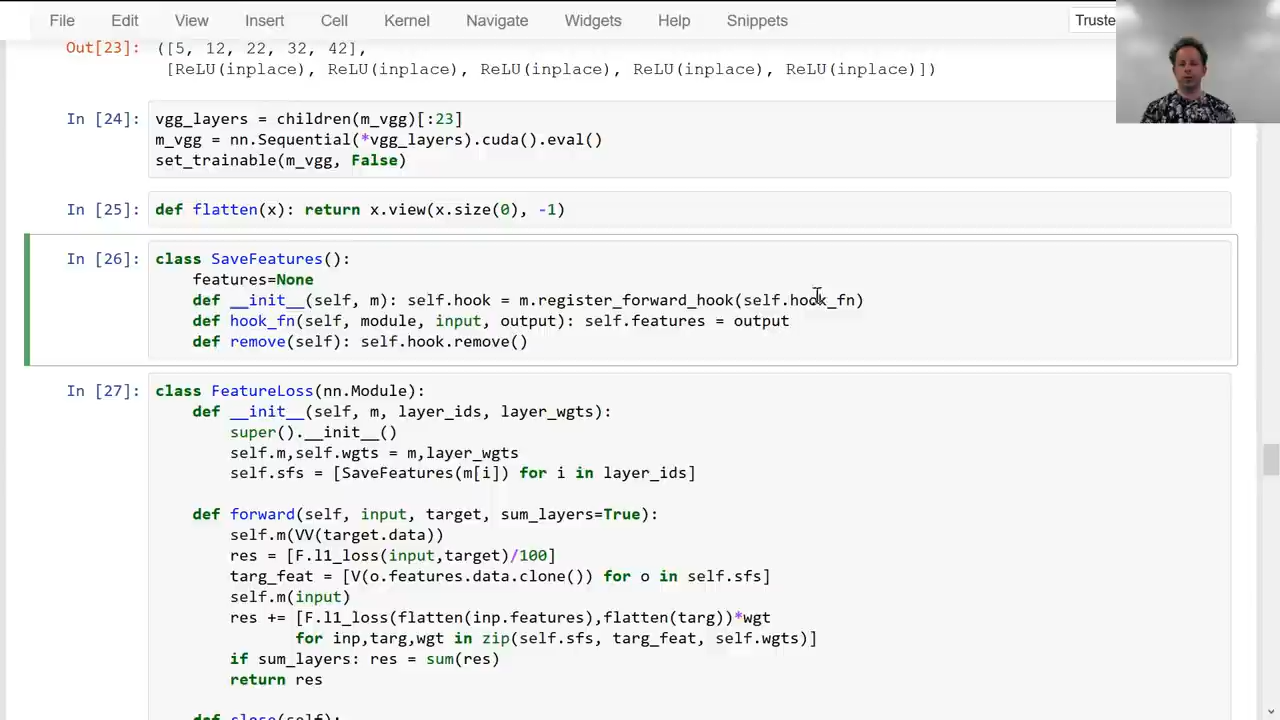 File Edit View Insert Cell Kernel Navigate Widgets Help Snippets Truste
Out[23]: ([5, 12, 22, 32, 42],
[ReLU(inplace), ReLU(inplace), ReLU(inplace), ReLU(inplace), ReLU(inplace)])
In [24]: vgg_layers = children(m_vgg)[:23]
m_vgg = nn.Sequential(*vgg_layers).cuda().eval()
set_trainable(m_vgg, False)
In [25]: def flatten(x): return x.view(x.size(0), -1)
In [26]: class SaveFeatures():
features=None
def __init__(self, m): self.hook = m.register_forward_hook(self.hook_fn)
def hook_fn(self, module, input, output): self.features = output
def remove(self): self.hook.remove()
In [27]: class FeatureLoss(nn.Module):
def __init__(self, m, layer_ids, layer_wgts):
super().__init__()
self.m,self.wgts = m,layer_wgts
self.sfs = [SaveFeatures(m[i]) for i in layer_ids]
def forward(self, input, target, sum_layers=True):
self.m(VV(target.data))
res = [F.l1_loss(input,target)/100]
targ_feat = [V(o.features.data.clone()) for o in self.sfs]
self.m(input)
res += [F.l1_loss(flatten(inp.features),flatten(targ))*wgt
for inp,targ,wgt in zip(self.sfs, targ_feat, self.wgts)]
if sum_layers: res = sum(res)
return res
def close(self):